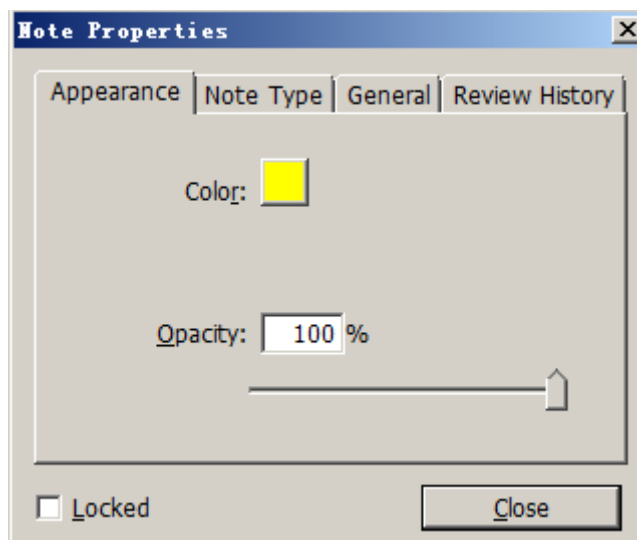 Note Properties
Appearance Note Type General Review History
Color:
Opacity: 100 %
Locked Close